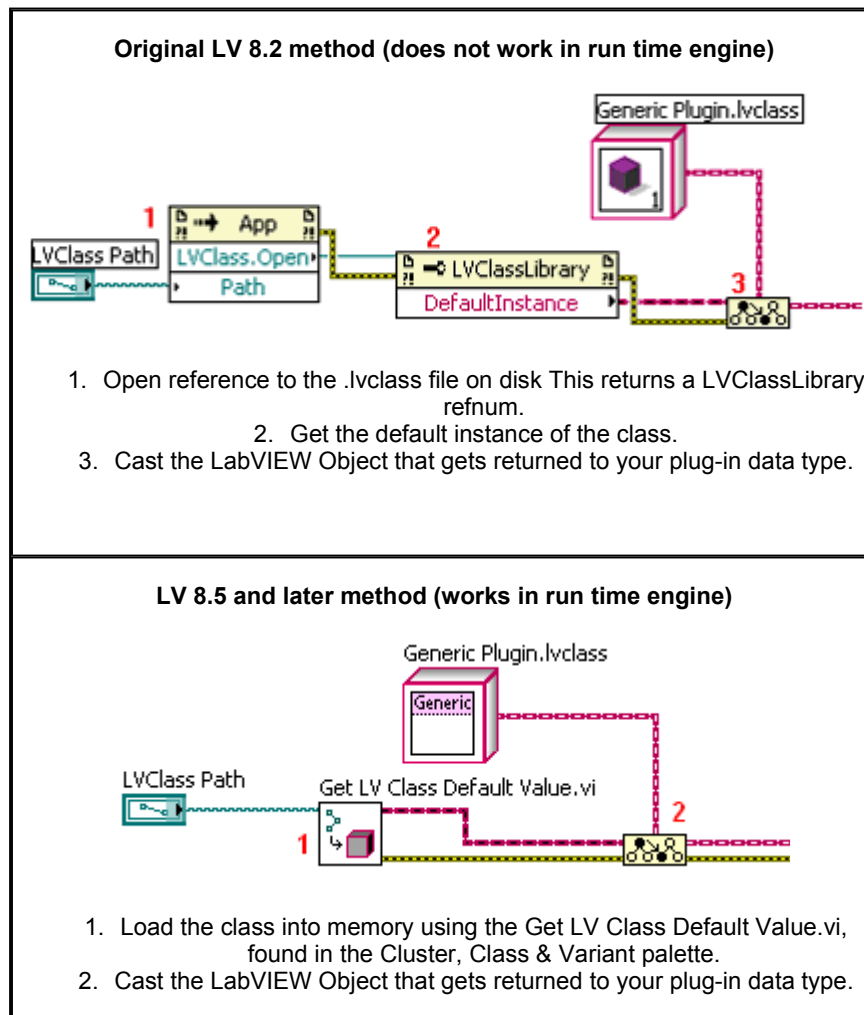 Original LV 8.2 method (does not work in run time engine)
Generic Plugin.lvclass
1
1
App
LVClass Path
LVClass.Open
Path
2
LVClassLibrary
DefaultInstance
3
1. Open reference to the .lvclass file on disk This returns a LVClassLibrary
refnum.
2. Get the default instance of the class.
3. Cast the LabVIEW Object that gets returned to your plug-in data type.
LV 8.5 and later method (works in run time engine)
Generic Plugin.lvclass
Generic
LVClass Path
Get LV Class Default Value.vi
1
2
1. Load the class into memory using the Get LV Class Default Value.vi,
found in the Cluster, Class & Variant palette.
2. Cast the LabVIEW Object that gets returned to your plug-in data type.